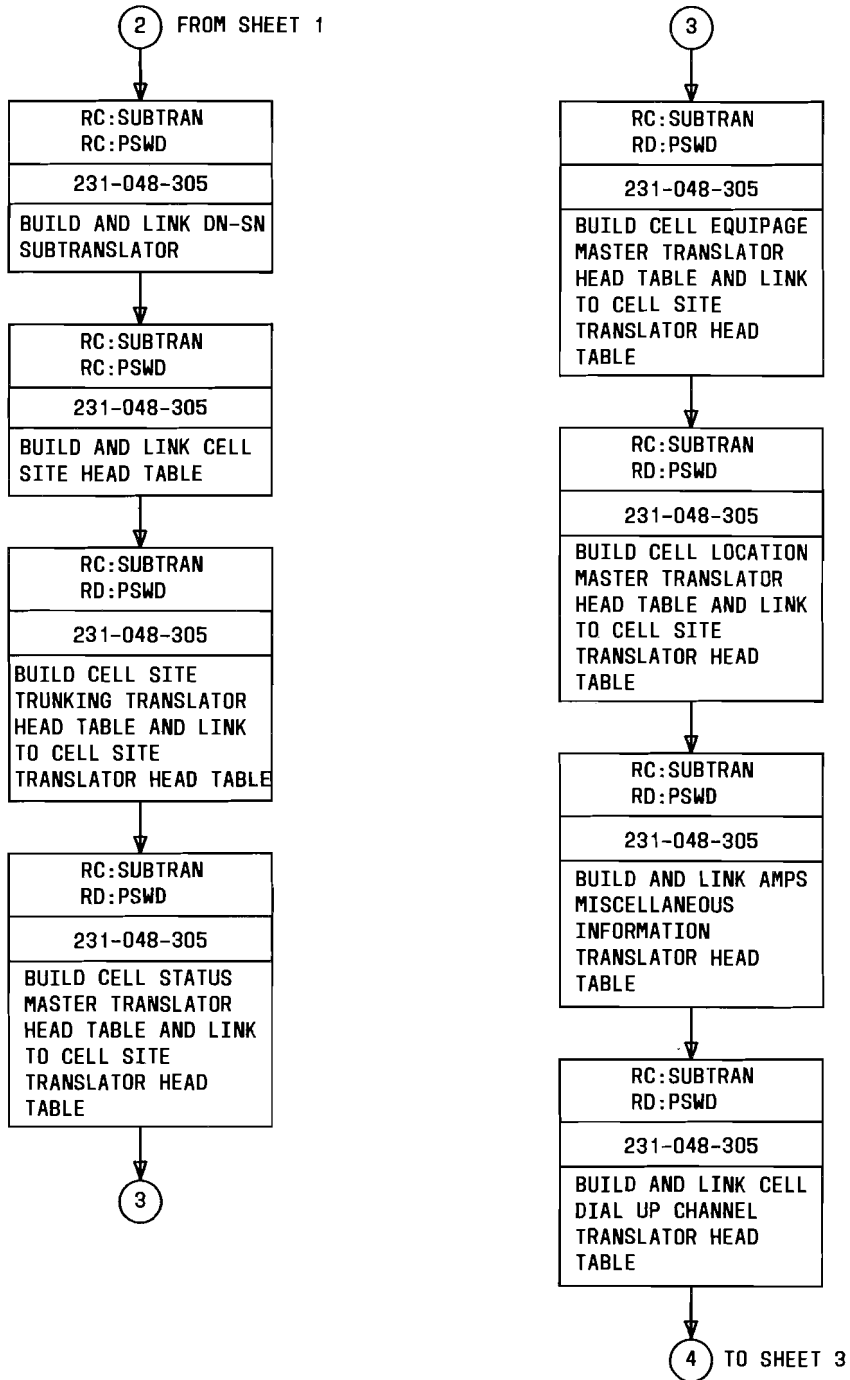 2 FROM SHEET 1
RC:SUBTRAN
RC:PSWD
231-048-305
BUILD AND LINK DN-SN
SUBTRANSLATOR
RC:SUBTRAN
RC:PSWD
231-048-305
BUILD AND LINK CELL
SITE HEAD TABLE
RC:SUBTRAN
RD:PSWD
231-048-305
BUILD CELL SITE
TRUNKING TRANSLATOR
HEAD TABLE AND LINK
TO CELL SITE
TRANSLATOR HEAD TABLE
RC:SUBTRAN
RD:PSWD
231-048-305
BUILD CELL STATUS
MASTER TRANSLATOR
HEAD TABLE AND LINK
TO CELL SITE
TRANSLATOR HEAD
TABLE
3
3
RC:SUBTRAN
RD:PSWD
231-048-305
BUILD CELL EQUIPAGE
MASTER TRANSLATOR
HEAD TABLE AND LINK
TO CELL SITE
TRANSLATOR HEAD
TABLE
RC:SUBTRAN
RD:PSWD
231-048-305
BUILD CELL LOCATION
MASTER TRANSLATOR
HEAD TABLE AND LINK
TO CELL SITE
TRANSLATOR HEAD
TABLE
RC:SUBTRAN
RD:PSWD
231-048-305
BUILD AND LINK AMPS
MISCELLANEOUS
INFORMATION
TRANSLATOR HEAD
TABLE
RC:SUBTRAN
RD:PSWD
231-048-305
BUILD AND LINK CELL
DIAL UP CHANNEL
TRANSLATOR HEAD
TABLE
4 TO SHEET 3